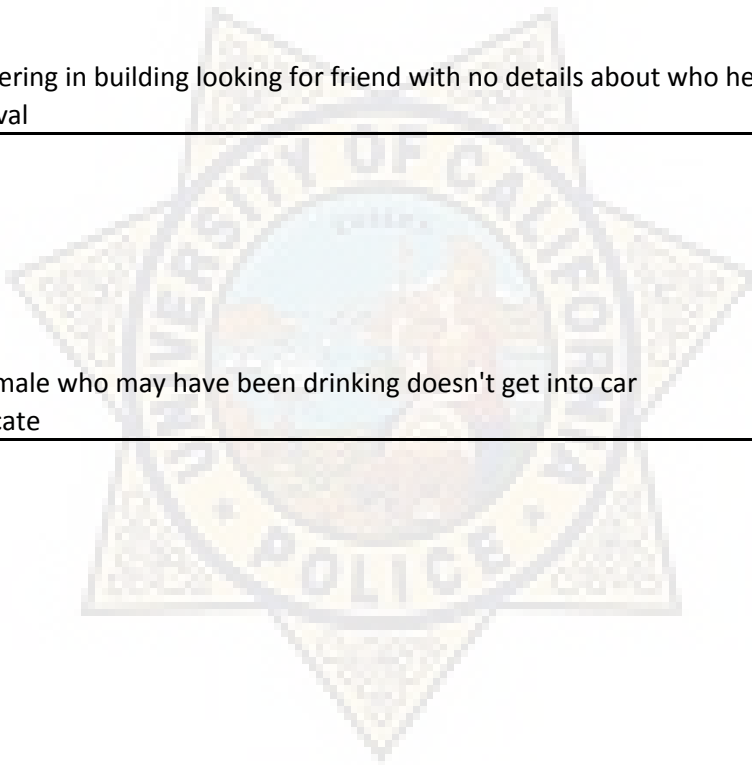 ering in building looking for friend with no details about who he
val
UNIVERSITY OF CALIFORNIA
male who may have been drinking doesn't get into car
cate
POLICE